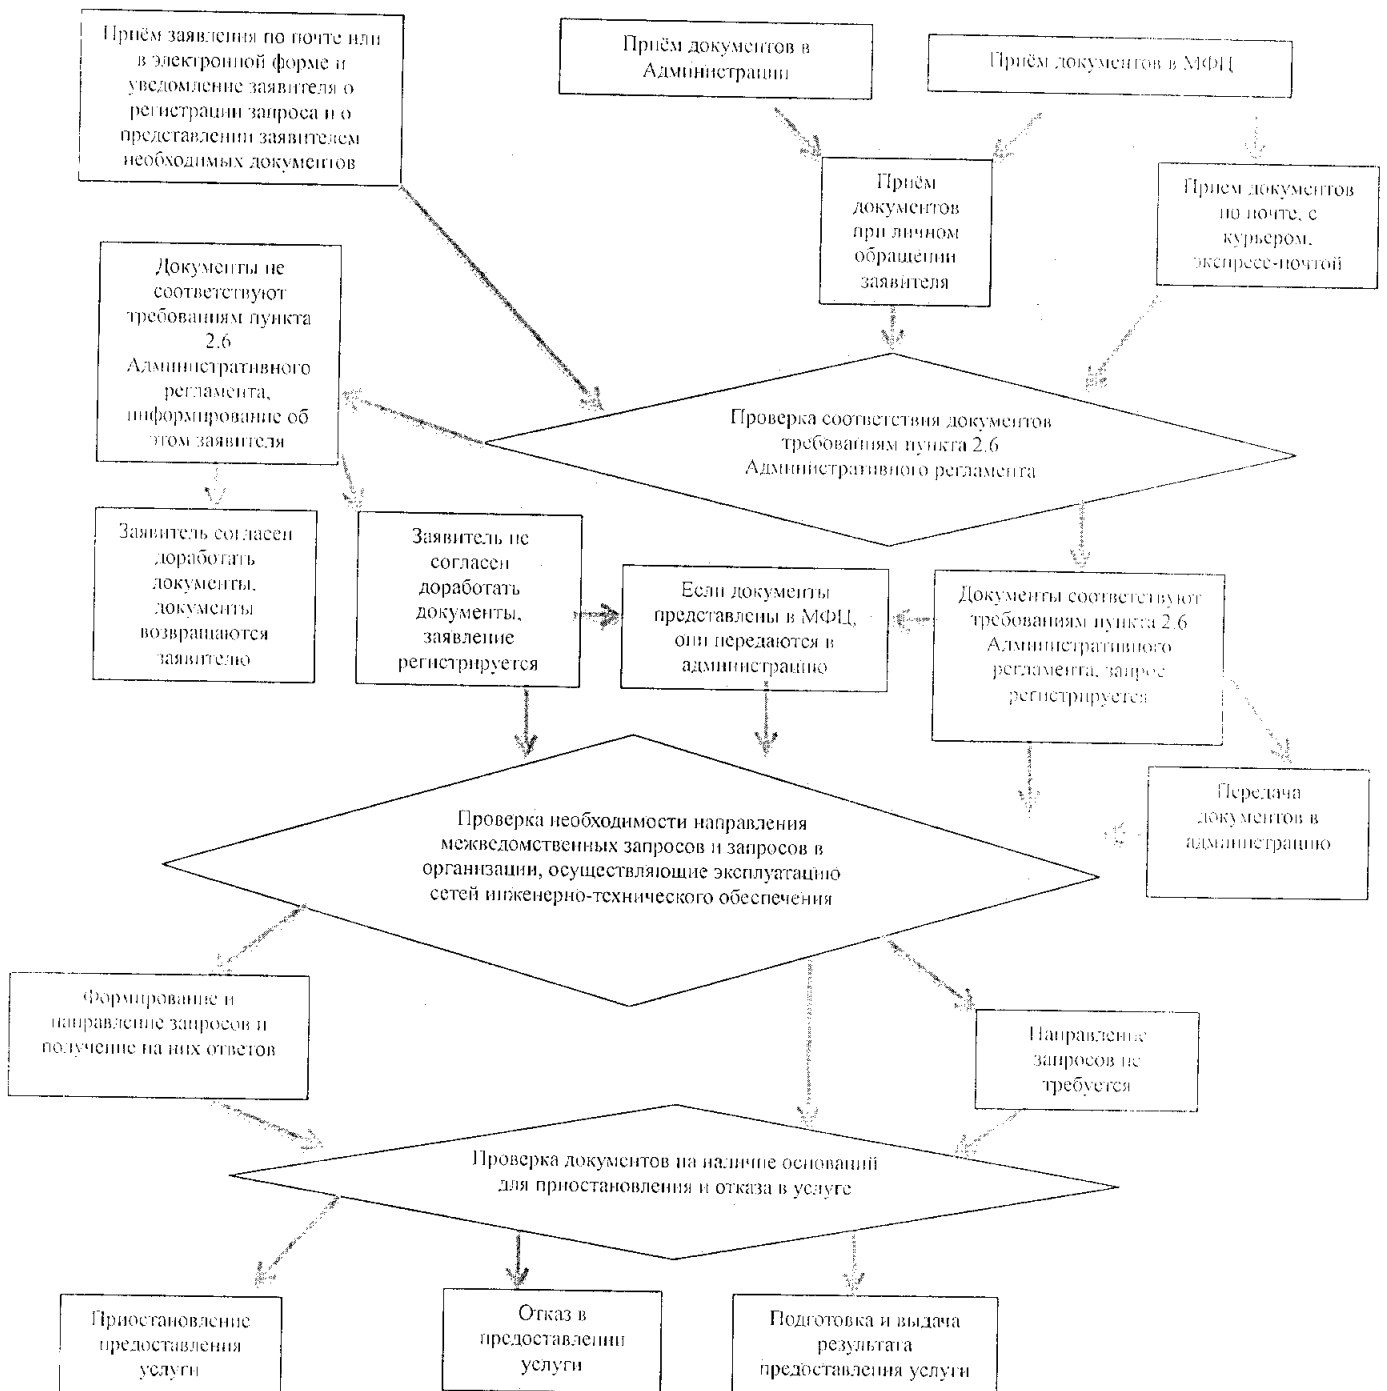 Приём заявления по почте или
в электронной форме и
уведомление заявителя о
регистрации запроса и о
представлении заявителем
необходимых документов
Приём документов в
Администрации
Приём документов в МФЦ
Приём
документов
при личном
обращении
заявителя
Прием документов
по почте, с
курьером,
экспресс-почтой
Документы не
соответствуют
требованиям пункта
2.6
Административного
регламента,
информирование об
этом заявителя
Проверка соответствия документов
требованиям пункта 2.6
Административного регламента
Заявитель согласен
доработать
документы,
документы
возвращаются
заявителю
Заявитель не
согласен
доработать
документы,
заявление
регистрируется
Если документы
представлены в МФЦ,
они передаются в
администрацию
Документы соответствуют
требованиям пункта 2.6
Административного
регламента, запрос
регистрируется
Передача
документов в
администрацию
Проверка необходимости направления
межведомственных запросов и запросов в
организации, осуществляющие эксплуатацию
сетей инженерно-технического обеспечения
Формирование и
направление запросов и
получение на них ответов
Направление
запросов не
требуется
Проверка документов на наличие оснований
для приостановления и отказа в услуге
Приостановление
предоставления
услуги
Отказ в
предоставлении
услуги
Подготовка и выдача
результата
предоставления услуги